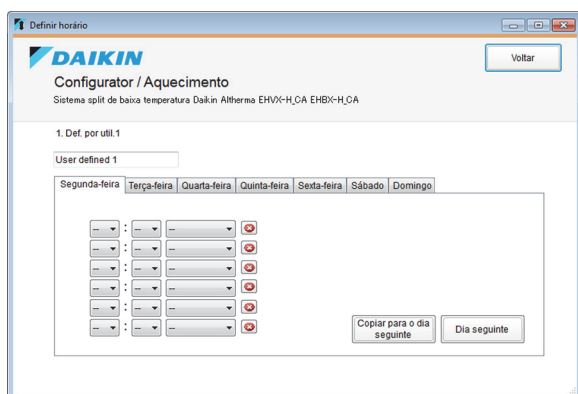 Definir horário
DAIKIN
Voltar
Configurator / Aquecimento
Sistema split de baixa temperatura Daikin Altherma EHVX-H_CA EHBX-H_CA
1. Def. por util.1
User defined 1
Segunda-feira Terça-feira Quarta-feira Quinta-feira Sexta-feira Sábado Domingo
-- : -- --
-- : -- --
-- : -- --
-- : -- --
-- : -- --
-- : -- --
Copiar para o dia
seguinte
Dia seguinte